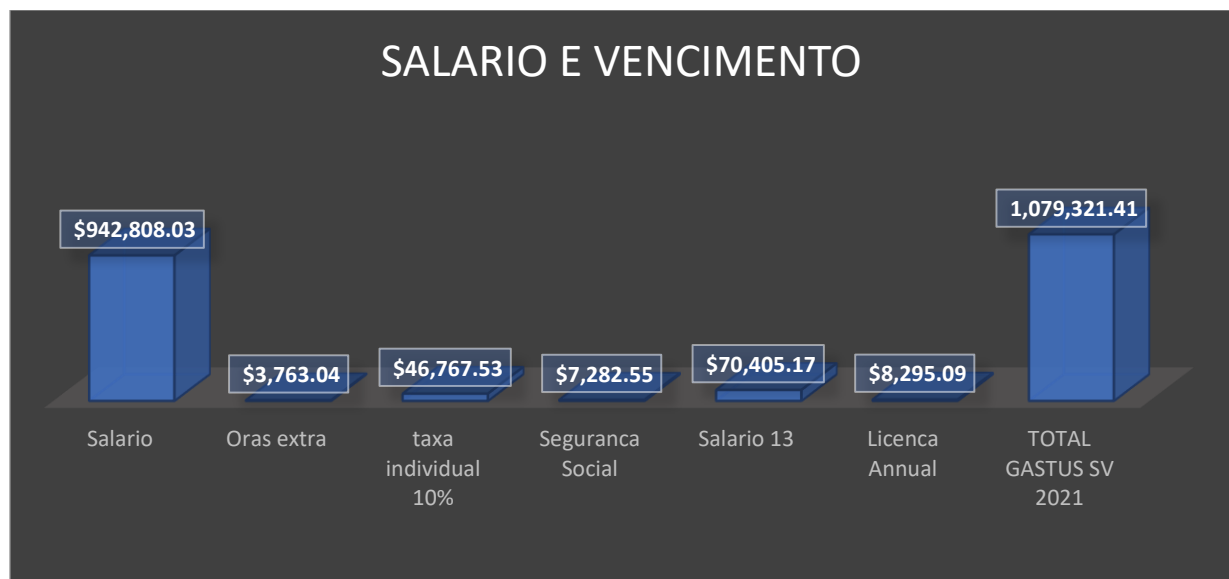 SALARIO E VENCIMENTO
$942,808.03
$3,763.04
$46,767.53
$7,282.55
$70,405.17
$8,295.09
1,079,321.41
Salario
Oras extra
taxa
individual
10%
Seguranca
Social
Salario 13
Licenca
Annual
TOTAL
GASTUS SV
2021